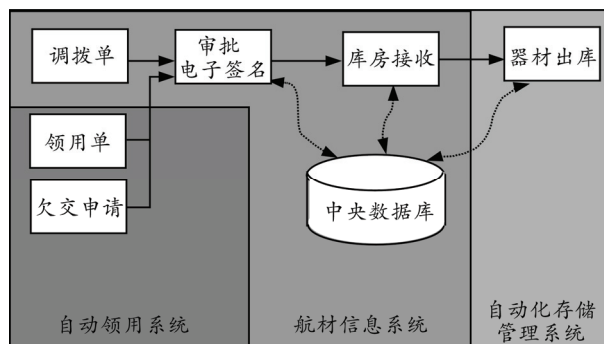 调拨单
审批
电子签名
库房接收
器材出库
领用单
欠交申请
中央数据库
自动领用系统
航材信息系统
自动化存储
管理系统